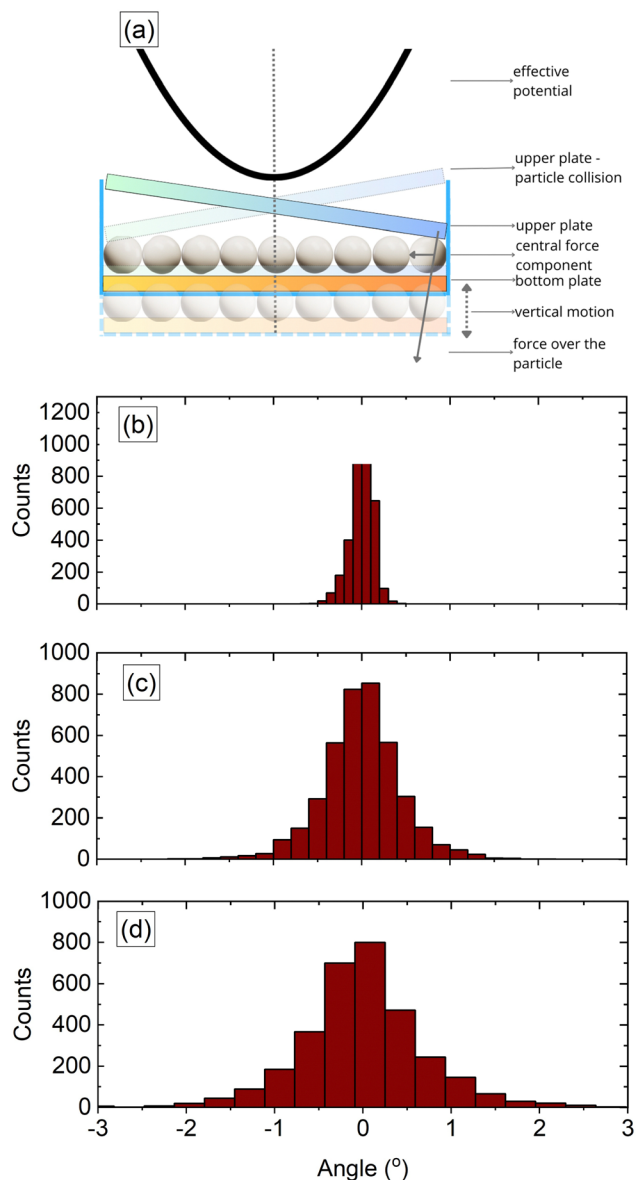 (a)
effective
potential
upper plate -
particle collision
upper plate
central force
component
bottom plate
vertical motion
force over the
particle
(b)
1200
1000
800
600
400
200
0
Counts
(c)
1000
800
600
400
200
0
Counts
(d)
1000
800
600
400
200
0
Counts
-3 -2 -1 0 1 2 3
Angle (º)